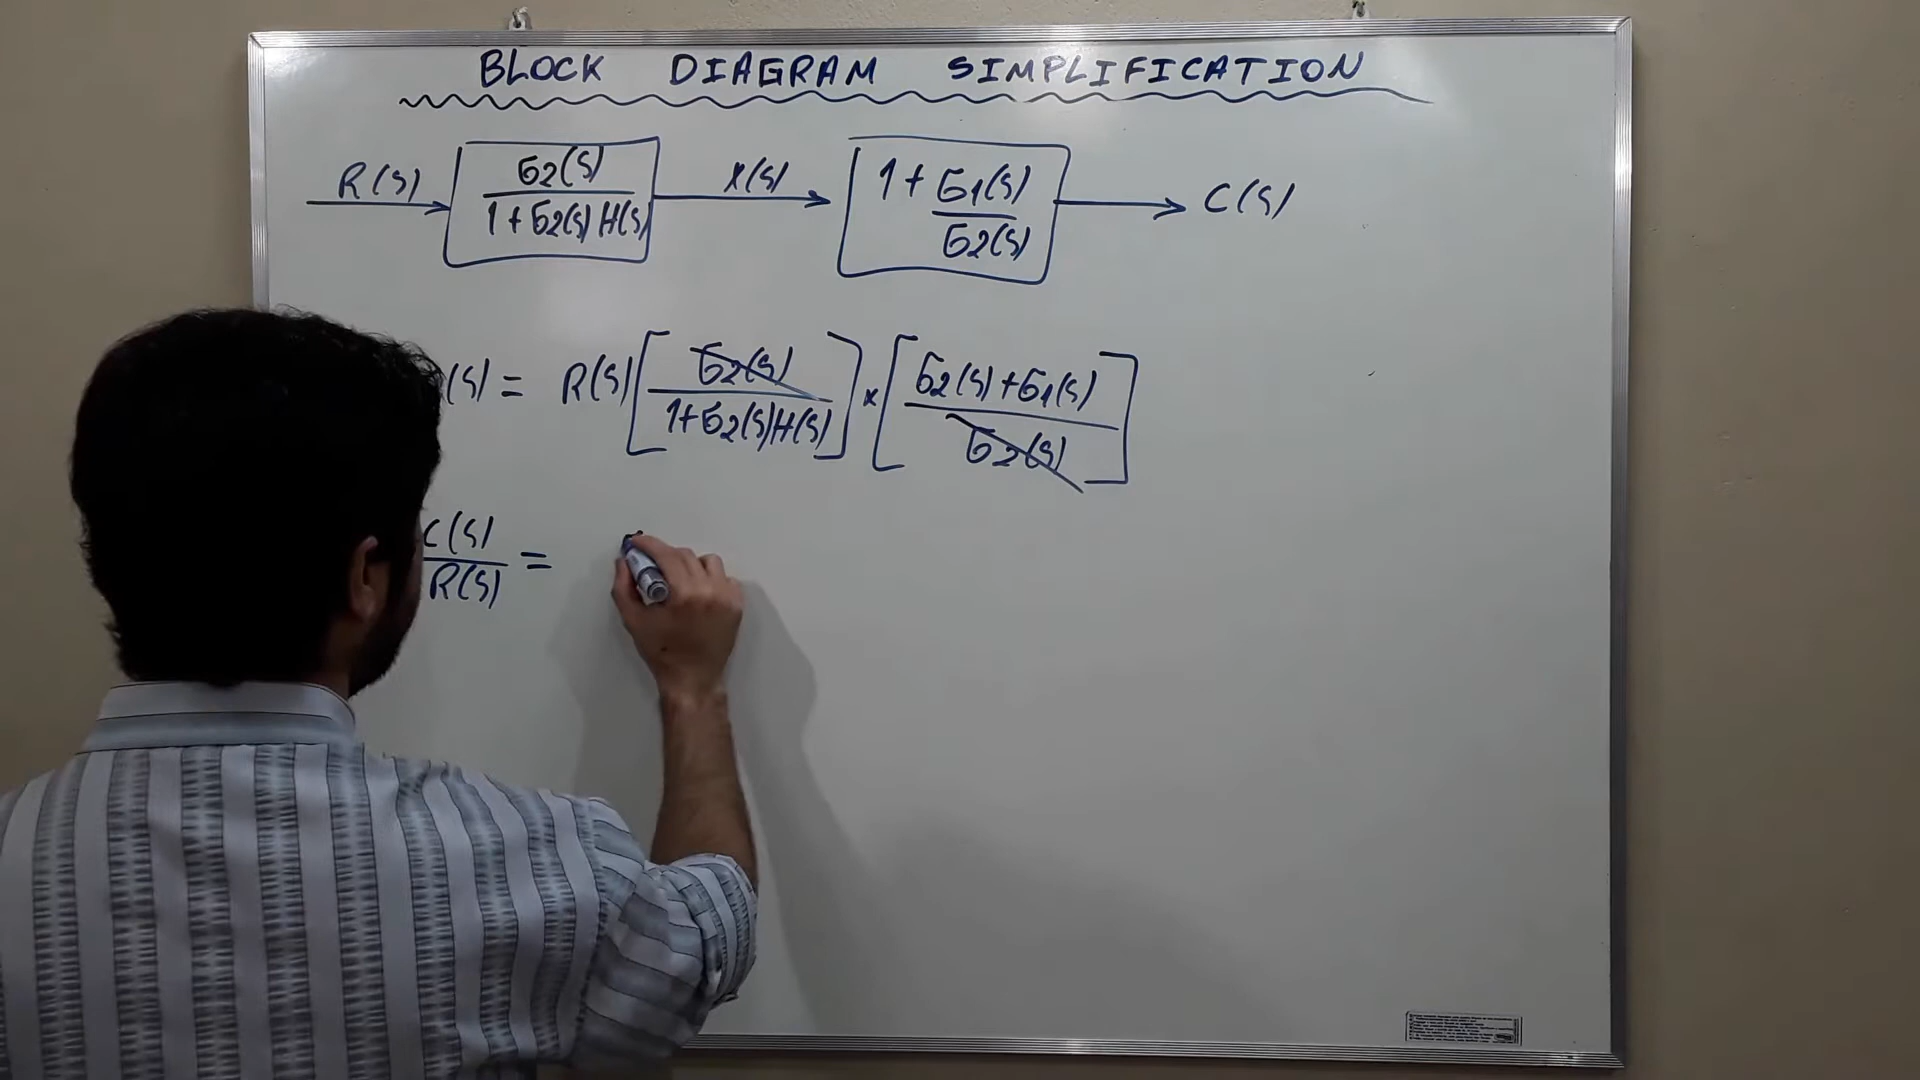 BLOCK DIAGRAM SIMPLIFICATION
R(s) G2(s) / 1 + G2(s) H(s) X(s) 1 + G1(s) / G2(s) C(s)
(s) = R(s) [ G2(s) / 1 + G2(s) H(s) ] × [ G2(s) + G1(s) / G2(s) ]
C(s) / R(s) =